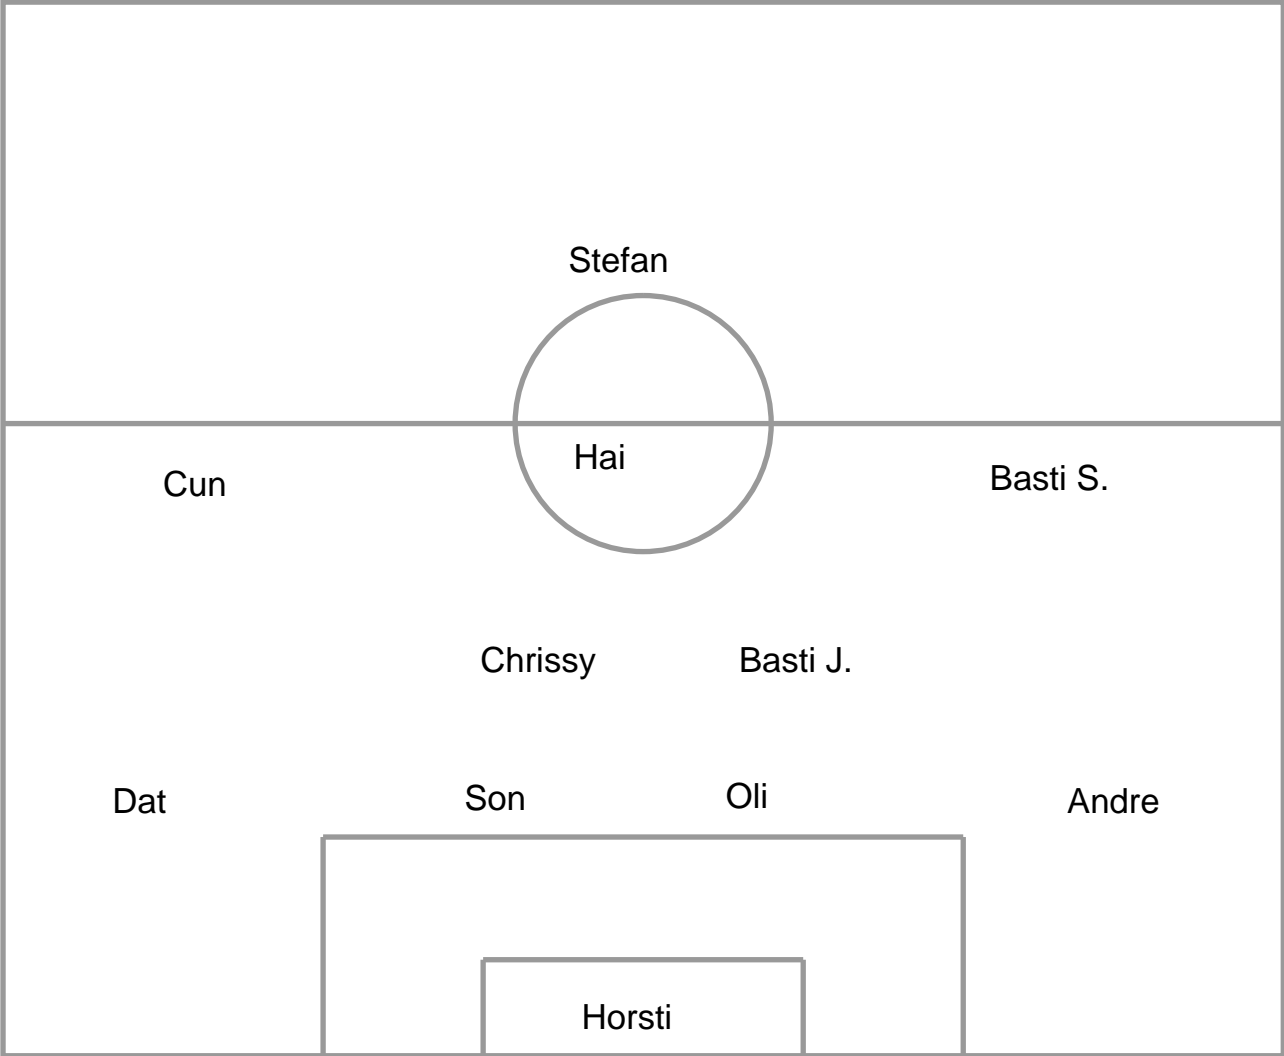 Stefan
Hai
Cun
Basti S.
Chrissy
Basti J.
Dat
Son
Oli
Andre
Horsti